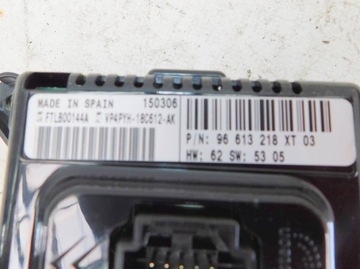 MADE IN SPAIN 150306
FTLB00144A VP4PYH-18C612-AK
P/N: 96 613 218 XT 03
HW: 62 SW: 53 05